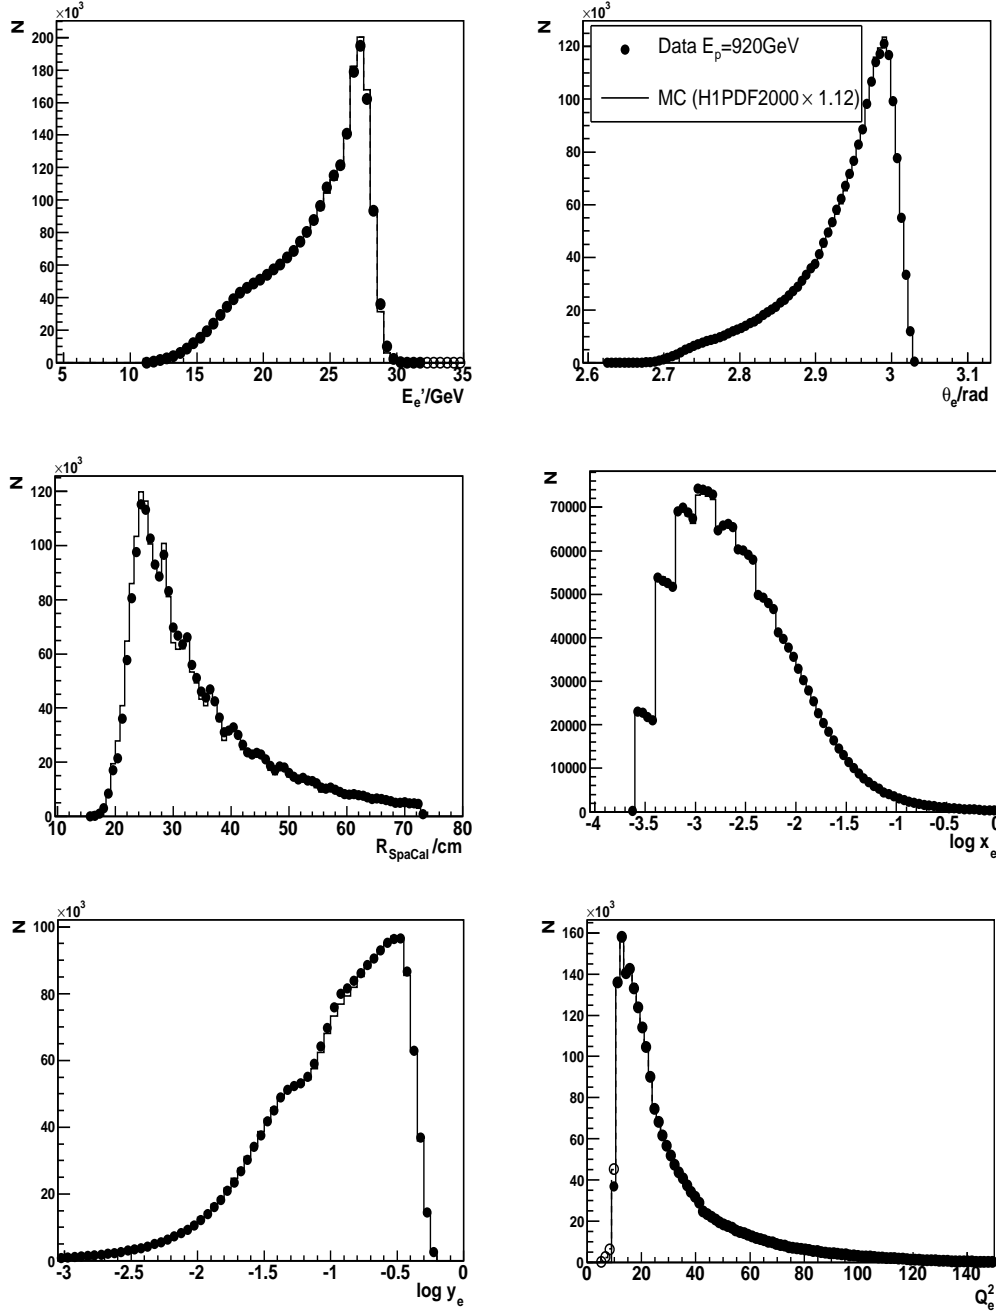 ×10³
N
200
180
160
140
120
100
80
60
40
20
0
5 10 15 20 25 30 35
E_e'/GeV
×10³
N
120
100
80
60
40
20
0
2.6 2.7 2.8 2.9 3 3.1
θ_e/rad
Data E_p=920GeV
MC (H1PDF2000 × 1.12)
×10³
N
120
100
80
60
40
20
0
10 20 30 40 50 60 70 80
R_SpaCal /cm
N
70000
60000
50000
40000
30000
20000
10000
0
-4 -3.5 -3 -2.5 -2 -1.5 -1 -0.5 0
log x_e
×10³
N
100
80
60
40
20
0
-3 -2.5 -2 -1.5 -1 -0.5 0
log y_e
×10³
N
160
140
120
100
80
60
40
20
0
0 20 40 60 80 100 120 140
Q_e²